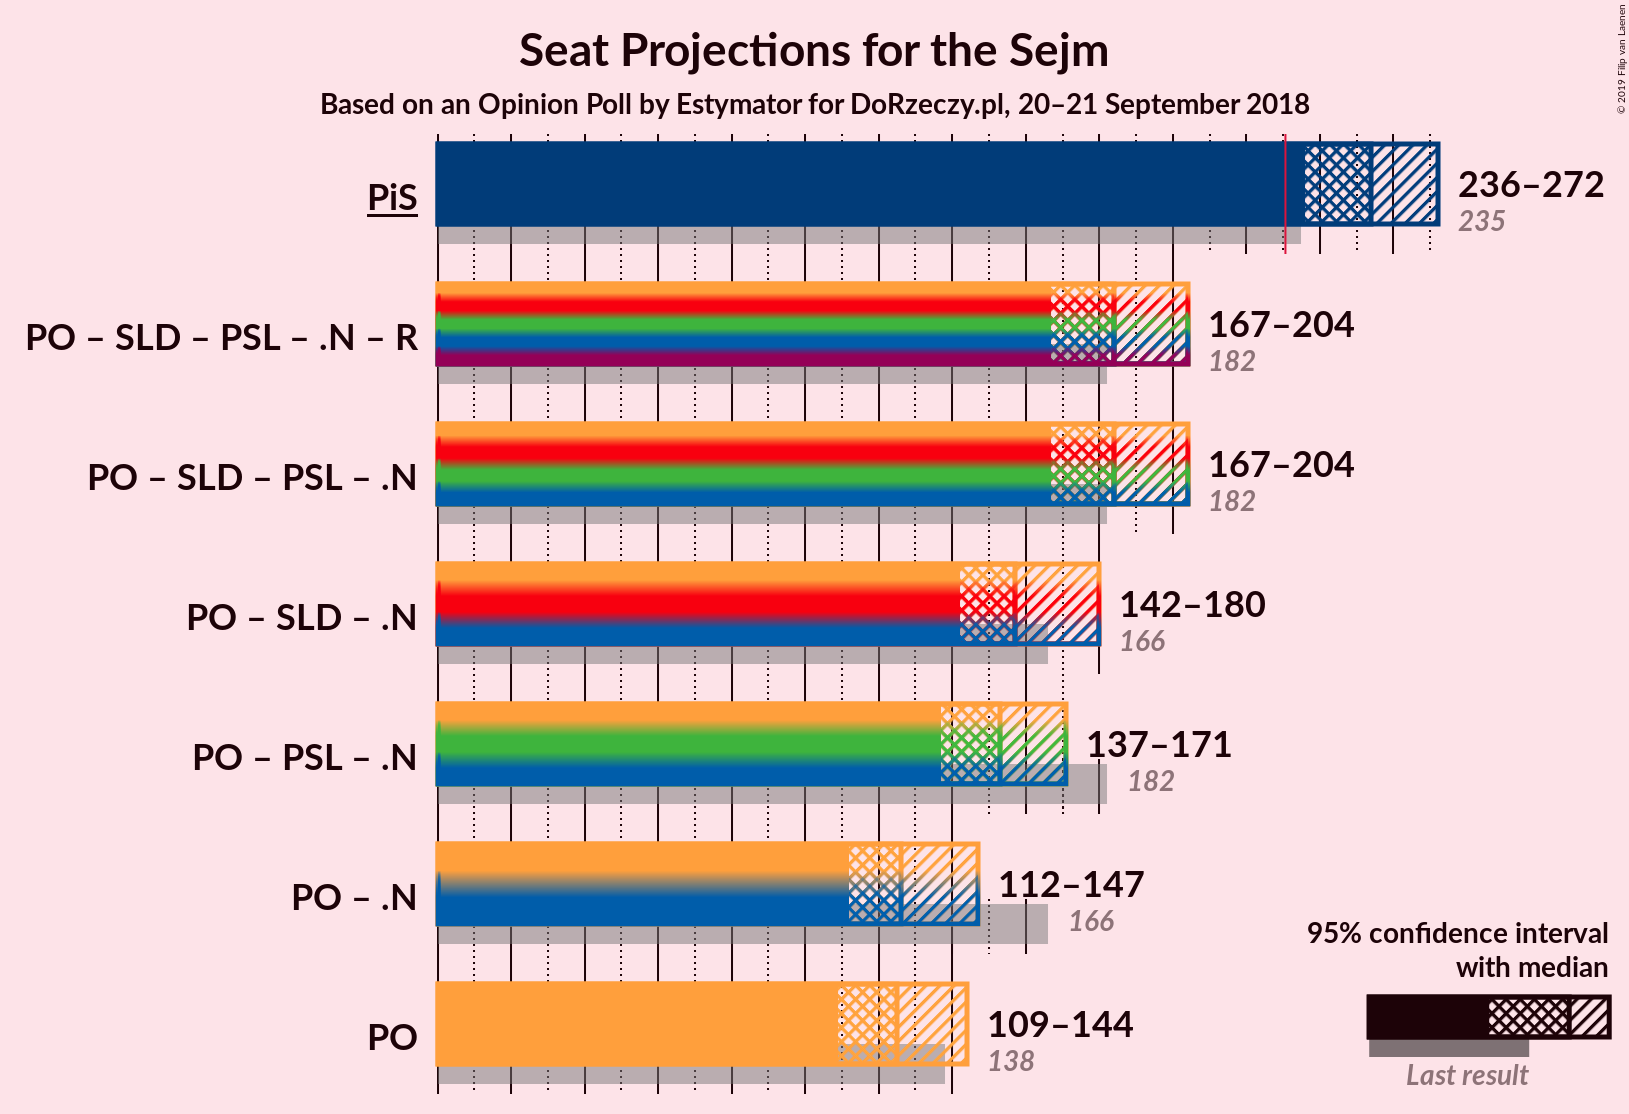 Seat Projections for the Sejm
Based on an Opinion Poll by Estymator for DoRzeczy.pl, 20–21 September 2018
© 2019 Filip van Laenen
PiS
236–272
235
PO – SLD – PSL – .N – R
167–204
182
PO – SLD – PSL – .N
167–204
182
PO – SLD – .N
142–180
166
PO – PSL – .N
137–171
182
PO – .N
112–147
166
PO
109–144
138
95% confidence interval
with median
Last result